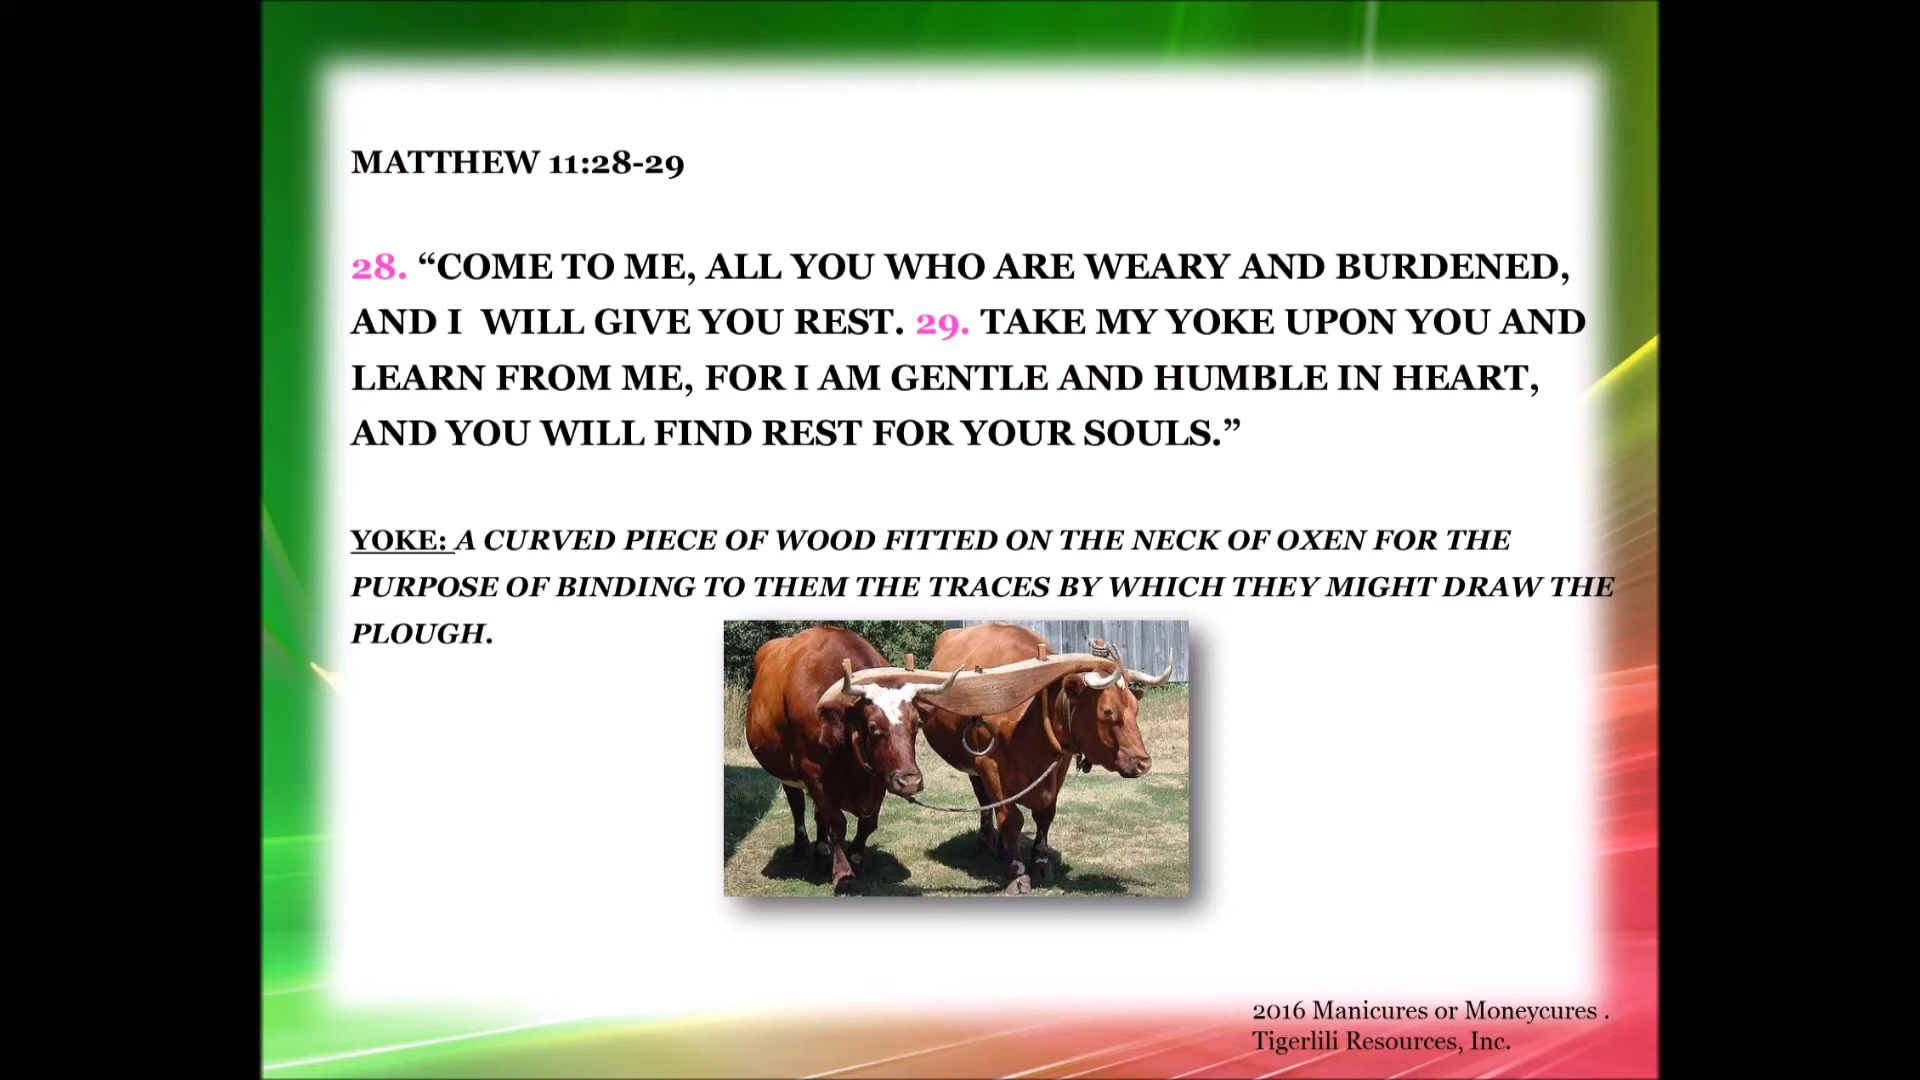 MATTHEW 11:28-29
28. “COME TO ME, ALL YOU WHO ARE WEARY AND BURDENED,
AND I  WILL GIVE YOU REST. 29. TAKE MY YOKE UPON YOU AND
LEARN FROM ME, FOR I AM GENTLE AND HUMBLE IN HEART,
AND YOU WILL FIND REST FOR YOUR SOULS.”
YOKE: A CURVED PIECE OF WOOD FITTED ON THE NECK OF OXEN FOR THE
PURPOSE OF BINDING TO THEM THE TRACES BY WHICH THEY MIGHT DRAW THE
PLOUGH.
2016 Manicures or Moneycures .
Tigerlili Resources, Inc.